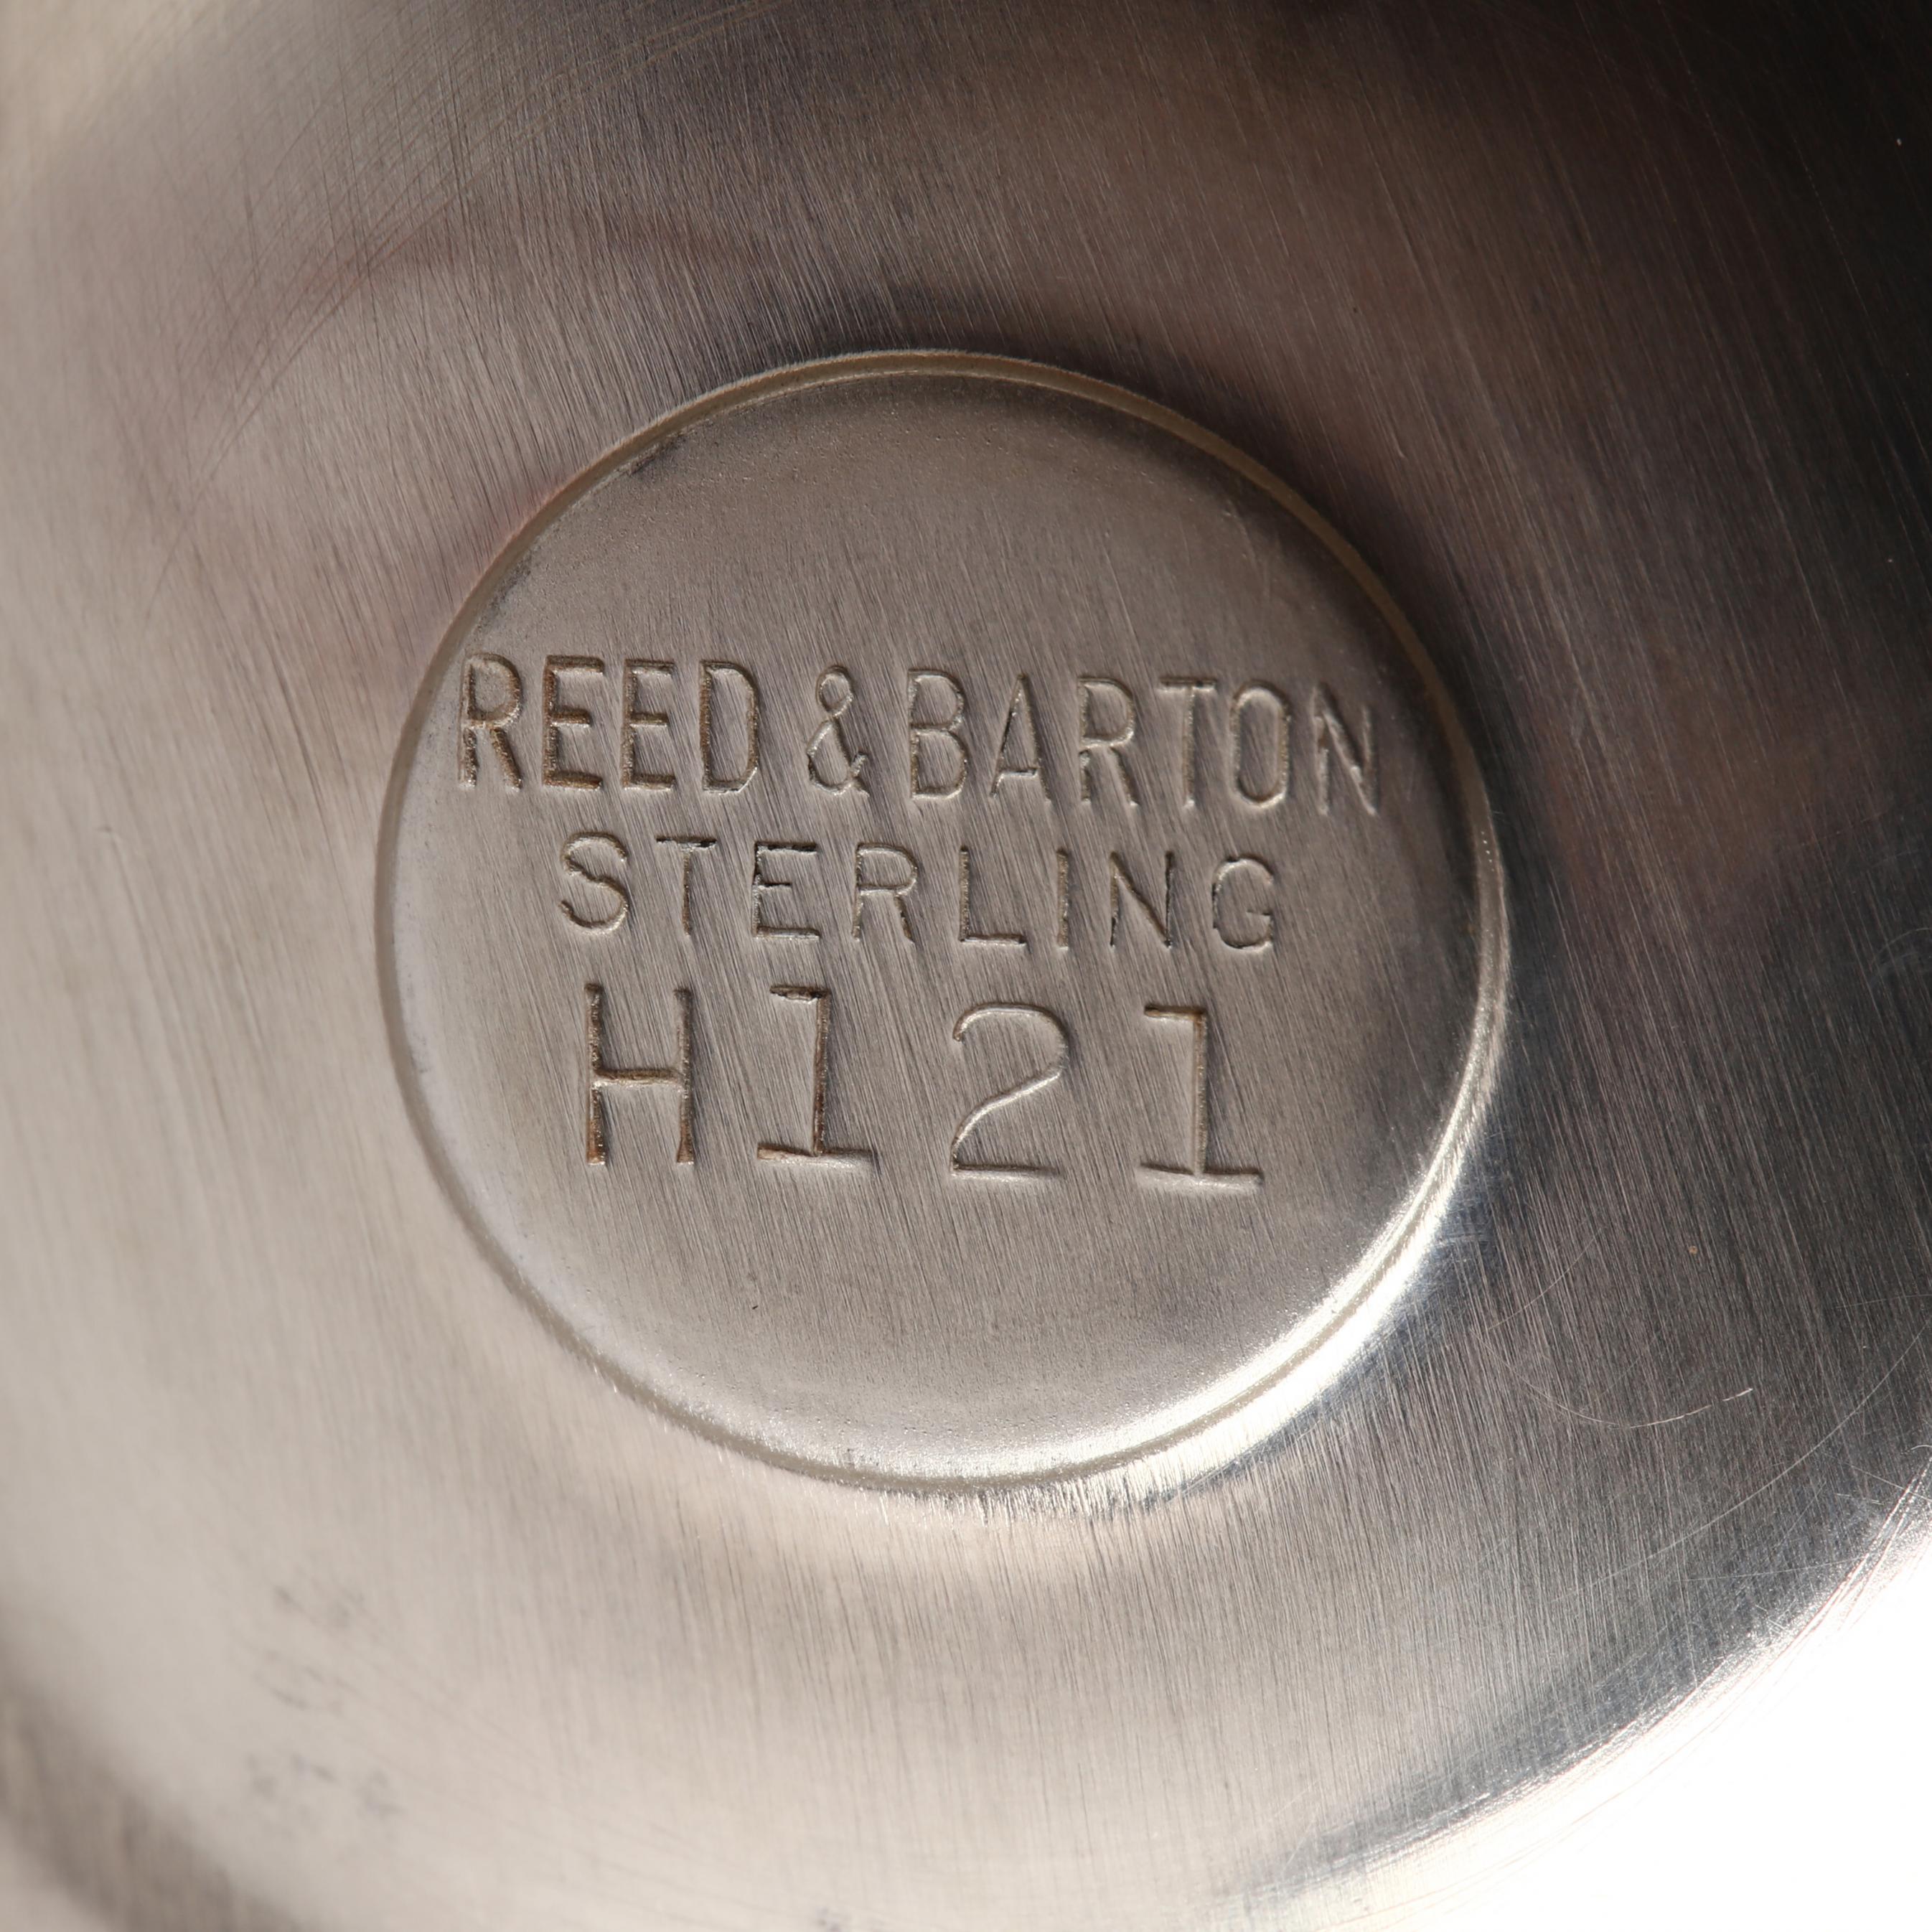 REED & BARTON
STERLING
H121